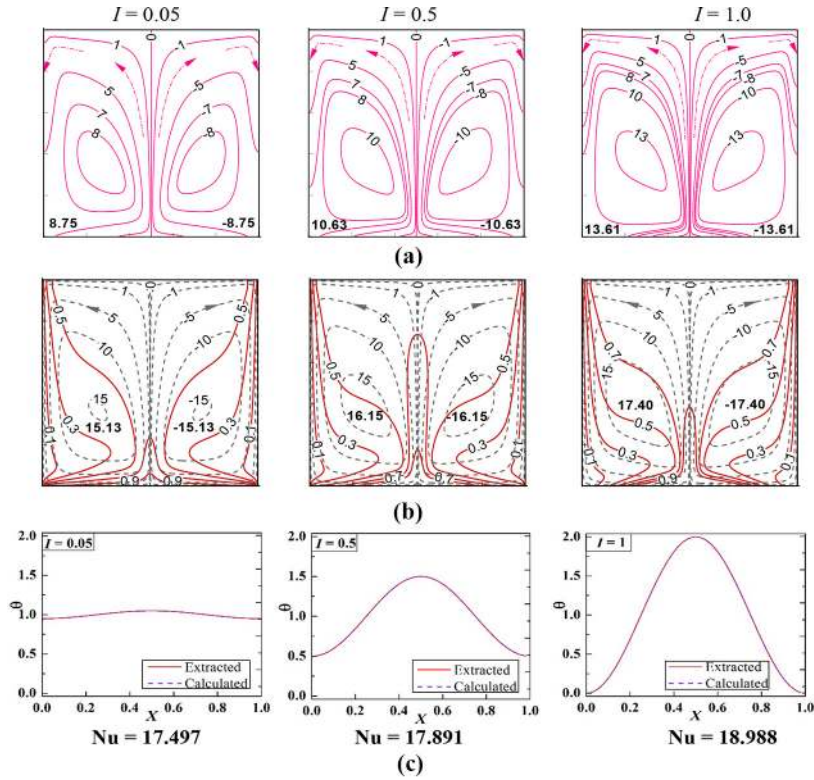 I = 0.05 I = 0.5 I = 1.0
1 0 -1 1 0 -1 1 0 -1
5 -5 5 -5 5 -5
7 -7 7 -7 8 7 -7 -8
8 -8 8 -8 10 -10
10 -10 13 -13
8.75 -8.75 10.63 -10.63 13.61 -13.61
(a)
1 0 -1 1 0 -1 1 0 -1
0.5 -5 0.5 0.5 -5 0.5 -5
10 -10 10 -10 0.7 10 -10 0.7
15 -15 15 -15 15 -15
15.13 -15.13 16.15 -16.15 17.40 -17.40
0.3 0.3 0.3 0.3 0.5 0.5
0.1 0.1 0.1 0.1 0.3 0.3
0.9 0.9 0.7 0.7 0.1 0.1
(b)
2.0 I = 0.05 2.0 I = 0.5 2.0 I = 1
1.5 1.5 1.5
θ 1.0 θ 1.0 θ 1.0
0.5 0.5 0.5
Extracted Extracted Extracted
Calculated Calculated Calculated
0.0 0.0 0.0
0.0 0.2 0.4 0.6 0.8 1.0 0.0 0.2 0.4 0.6 0.8 1.0 0.0 0.2 0.4 0.6 0.8 1.0
X X X
Nu = 17.497 Nu = 17.891 Nu = 18.988
(c)